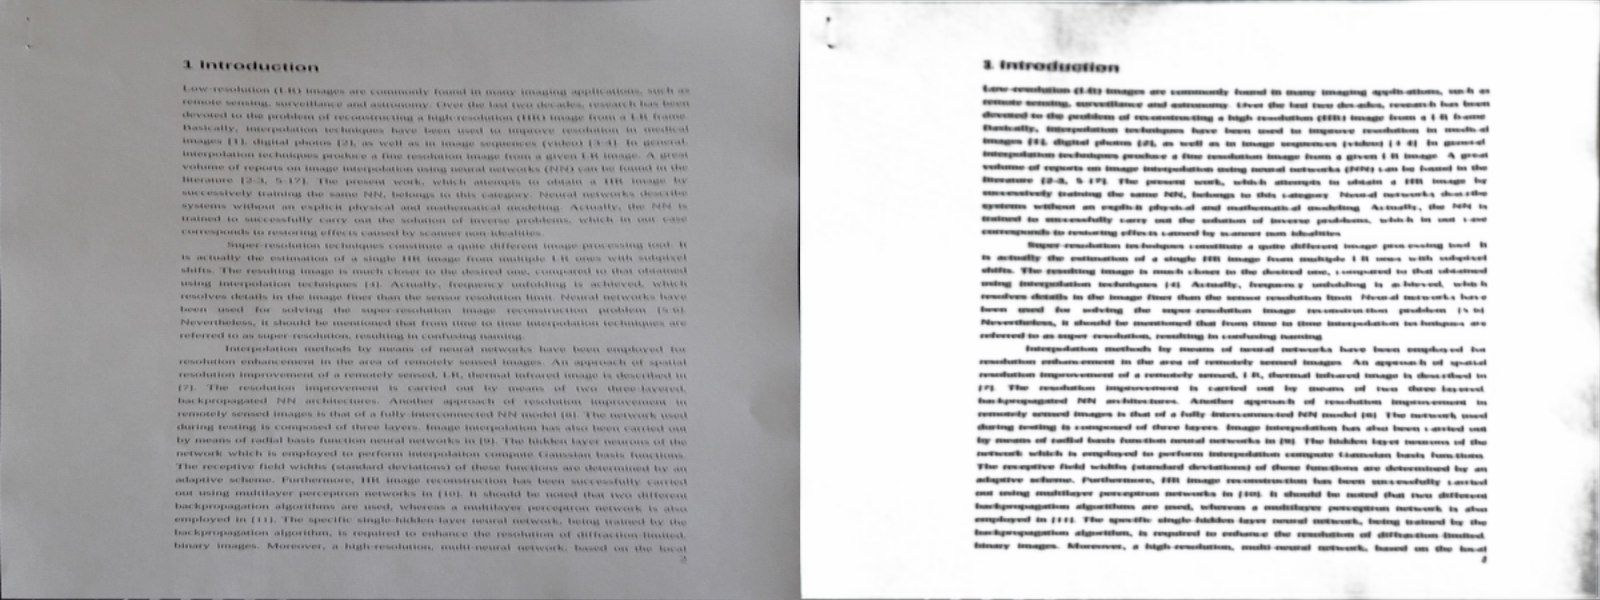 1 Introduction
Low-resolution (LR) images are commonly found in many imaging applications, such as
remote sensing, surveillance and astronomy. Over the last two decades, research has been
devoted to the problem of reconstructing a high-resolution (HR) image from a LR frame.
Basically, interpolation techniques have been used to improve resolution in medical
images [1], digital photos [2], as well as in image sequences (video) [3-4]. In general,
interpolation techniques produce a fine resolution image from a given LR image. A great
volume of reports on image interpolation using neural networks (NN) can be found in the
literature [2-3, 5-17]. The present work, which attempts to obtain a HR image by
successively training the same NN, belongs to this category. Neural networks describe
systems without an explicit physical and mathematical modeling. Actually, the NN is
trained to successfully carry out the solution of inverse problems, which in our case
corresponds to restoring effects caused by scanner non-idealities.
Super-resolution techniques constitute a quite different image-processing tool. It
is actually the estimation of a single HR image from multiple LR ones with subpixel
shifts. The resulting image is much closer to the desired one, compared to that obtained
using interpolation techniques [4]. Actually, frequency unfolding is achieved, which
resolves details in the image finer than the sensor resolution limit. Neural networks have
been used for solving the super-resolution image reconstruction problem [5-6].
Nevertheless, it should be mentioned that from time to time interpolation techniques are
referred to as super-resolution, resulting in confusing naming.
Interpolation methods by means of neural networks have been employed for
resolution enhancement in the area of remotely sensed images. An approach of spatial
resolution improvement of a remotely sensed, LR, thermal infrared image is described in
[7]. The resolution improvement is carried out by means of two three-layered,
backpropagated NN architectures. Another approach of resolution improvement in
remotely sensed images is that of a fully-interconnected NN model [8]. The network used
during testing is composed of three layers. Image interpolation has also been carried out
by means of radial basis function neural networks in [9]. The hidden layer neurons of the
network which is employed to perform interpolation compute Gaussian basis functions.
The receptive field widths (standard deviations) of these functions are determined by an
adaptive scheme. Furthermore, HR image reconstruction has been successfully carried
out using multilayer perceptron networks in [10]. It should be noted that two different
backpropagation algorithms are used, whereas a multilayer perceptron network is also
employed in [11]. The specific single-hidden-layer neural network, being trained by the
backpropagation algorithm, is required to enhance the resolution of diffraction-limited,
binary images. Moreover, a high-resolution, multi-neural network, based on the local
2